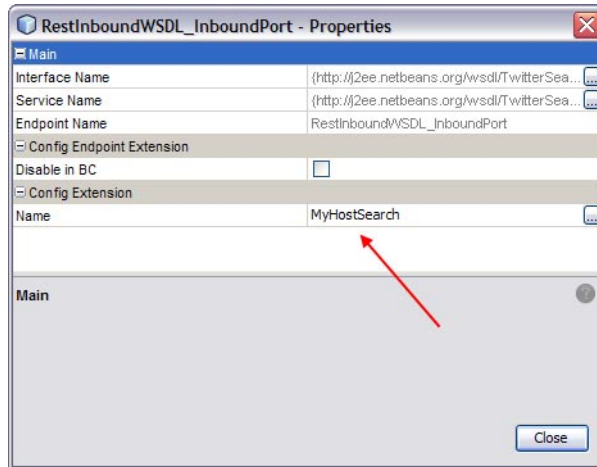 RestInboundWSDL_InboundPort - Properties
Main
Interface Name {http://j2ee.netbeans.org/wsdl/TwitterSea... ...
Service Name {http://j2ee.netbeans.org/wsdl/TwitterSea... ...
Endpoint Name RestInboundWSDL_InboundPort
Config Endpoint Extension
Disable in BC
Config Extension
Name MyHostSearch ...
Main
?
Close